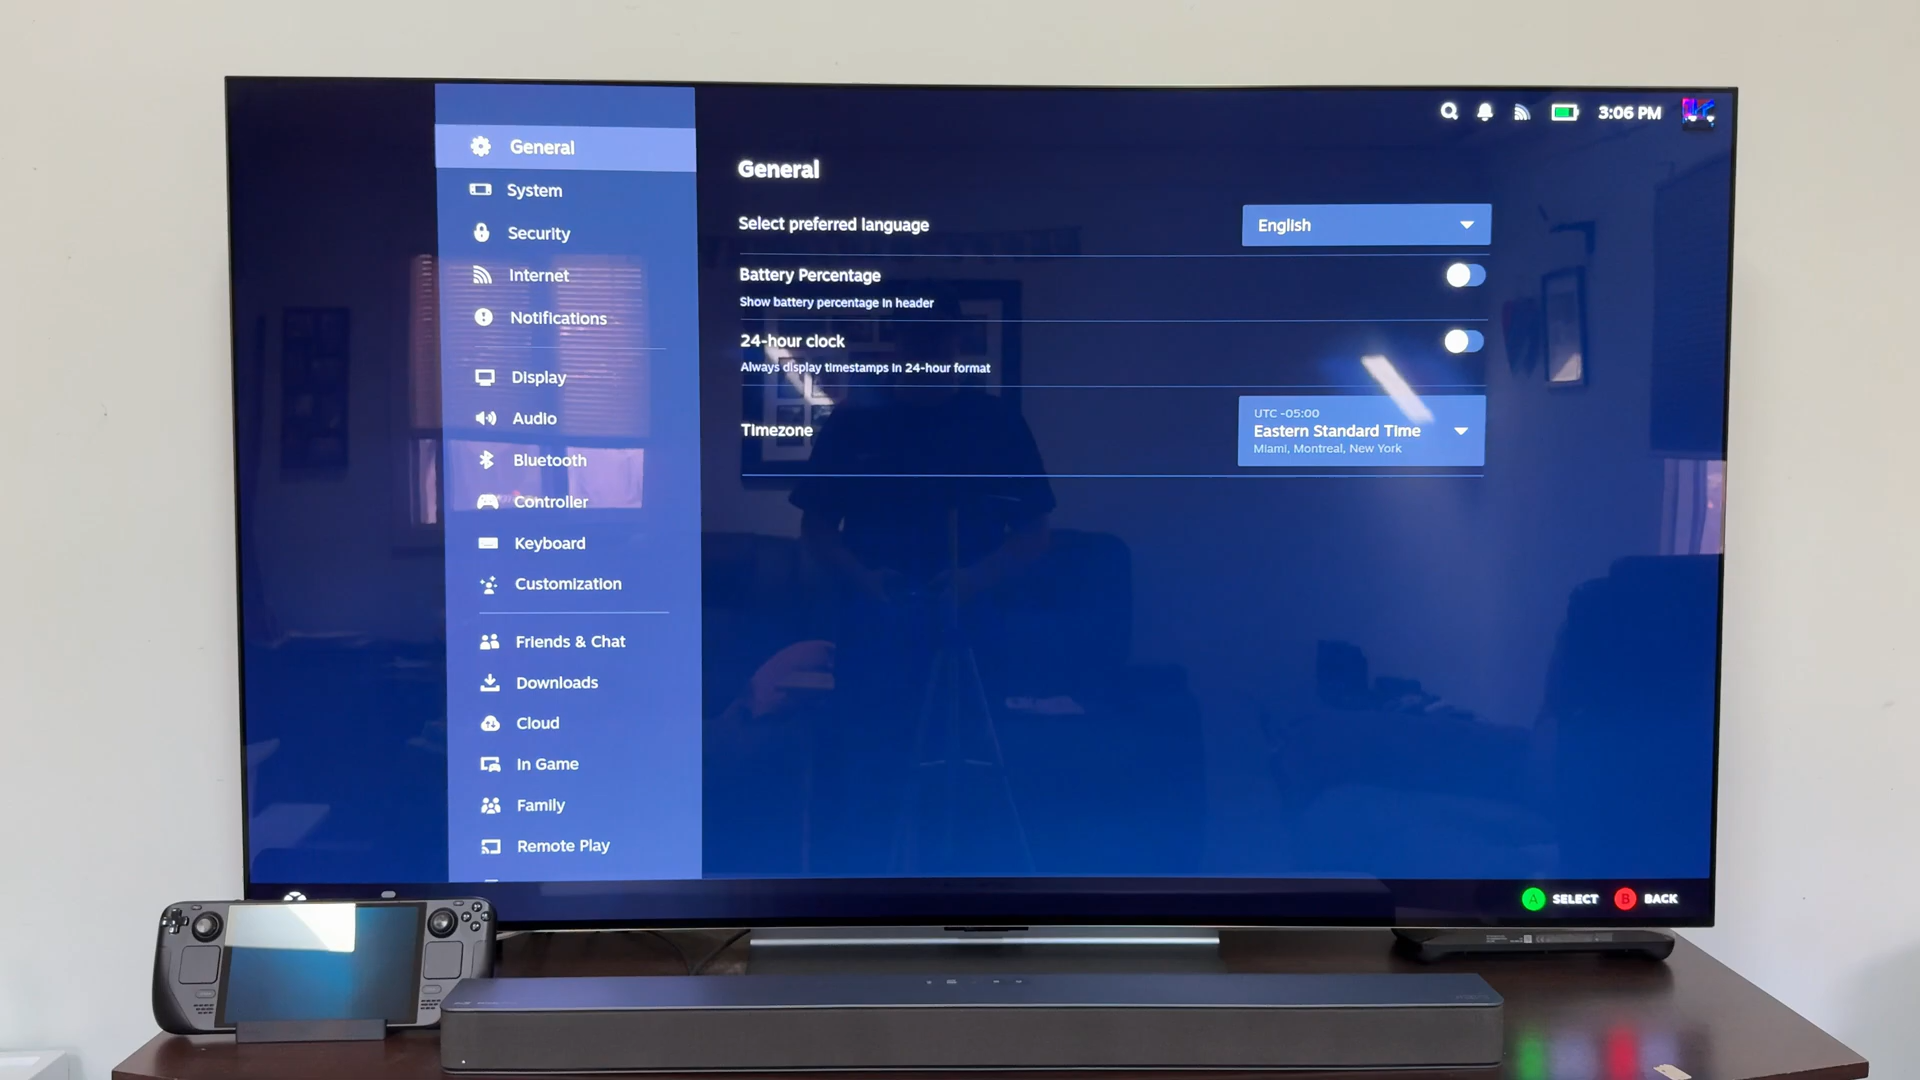 3:06 PM
General
System
Security
Internet
Notifications
Display
Audio
Bluetooth
Controller
Keyboard
Customization
Friends & Chat
Downloads
Cloud
In Game
Family
Remote Play
General
Select preferred language
English
Battery Percentage
Show battery percentage in header
24-hour clock
Always display timestamps in 24-hour format
Timezone
UTC -05:00
Eastern Standard Time
Miami, Montreal, New York
A SELECT B BACK